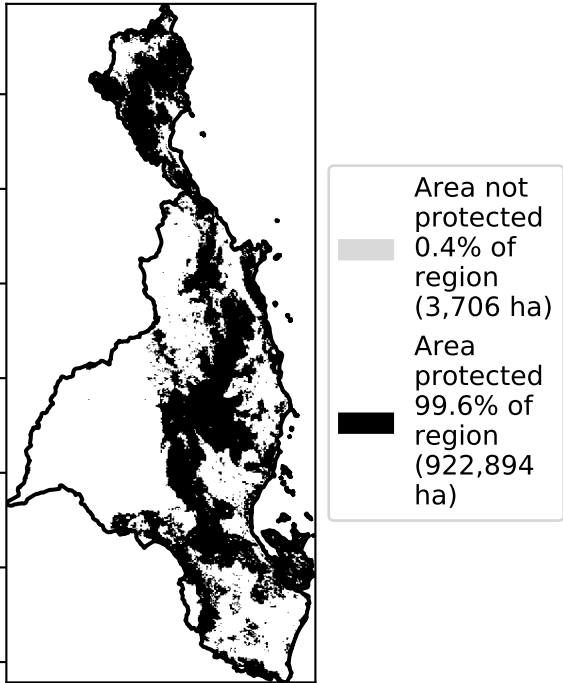 Area not
protected
0.4% of
region
(3,706 ha)
Area
protected
99.6% of
region
(922,894
ha)